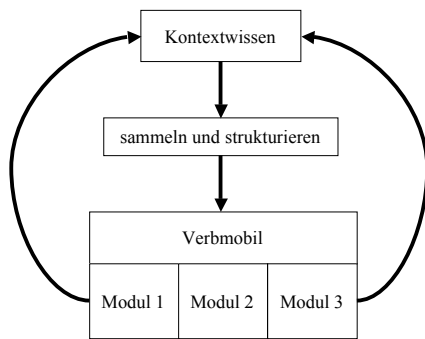 Kontextwissen
sammeln und strukturieren
Verbmobil
Modul 1 Modul 2 Modul 3